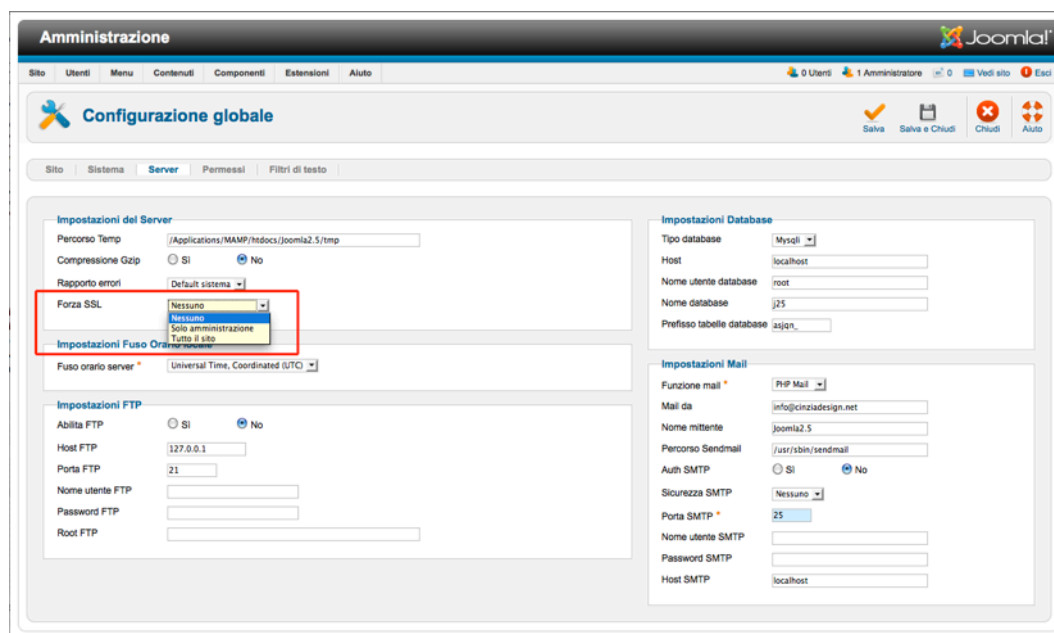 Amministrazione
Joomla!
Sito Utenti Menu Contenuti Componenti Estensioni Aiuto
0 Utenti 1 Amministratore 0 Vedi sito Esci
Configurazione globale
Salva Salva e Chiudi Chiudi Aiuto
Sito Sistema Server Permessi Filtri di testo
Impostazioni del Server
Percorso Temp /Applications/MAMP/htdocs/Joomla2.5/tmp
Compressione Gzip Sì No
Rapporto errori Default sistema
Forza SSL Nessuno
Nessuno
Solo amministrazione
Tutto il sito
Impostazioni Fuso Orario locale
Fuso orario server * Universal Time, Coordinated (UTC)
Impostazioni FTP
Abilita FTP Sì No
Host FTP 127.0.0.1
Porta FTP 21
Nome utente FTP
Password FTP
Root FTP
Impostazioni Database
Tipo database Mysqli
Host localhost
Nome utente database root
Nome database j25
Prefisso tabelle database asjqn_
Impostazioni Mail
Funzione mail * PHP Mail
Mail da info@cinziadesign.net
Nome mittente Joomla2.5
Percorso Sendmail /usr/sbin/sendmail
Auth SMTP Sì No
Sicurezza SMTP Nessuno
Porta SMTP * 25
Nome utente SMTP
Password SMTP
Host SMTP localhost